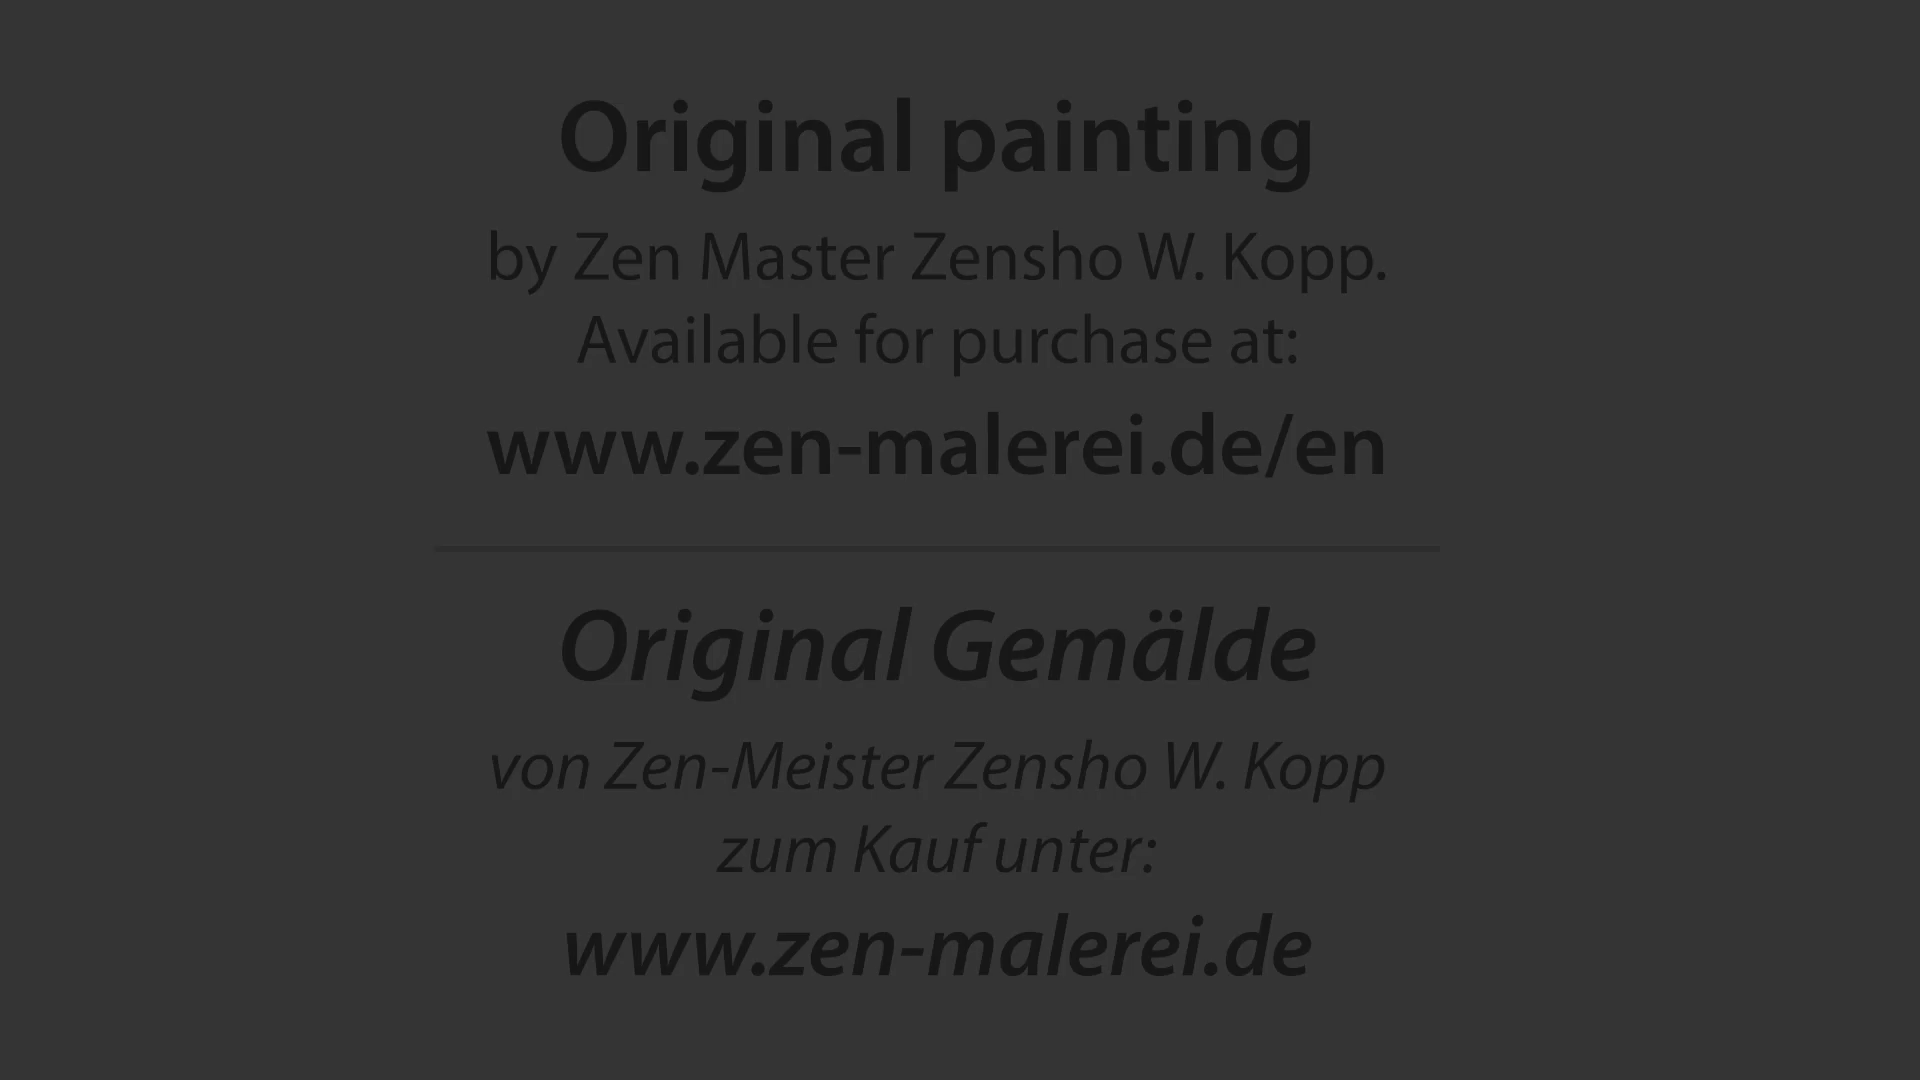 Original painting
by Zen Master Zensho W. Kopp.
Available for purchase at:
www.zen-malerei.de/en
Original Gemälde
von Zen-Meister Zensho W. Kopp
zum Kauf unter:
www.zen-malerei.de